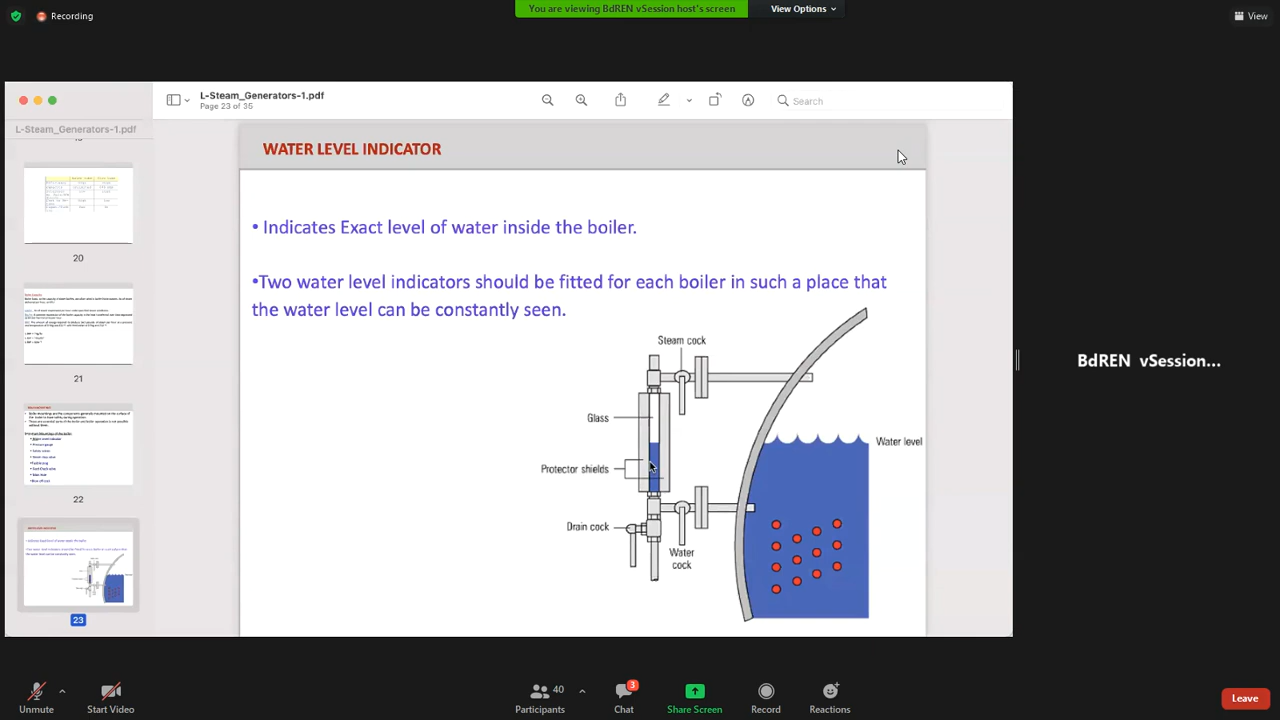 Recording
You are viewing BdREN vSession host's screen
View Options
View
L-Steam_Generators-1.pdf
Page 23 of 35
Search
L-Steam_Generators-1.pdf
20
21
22
23
WATER LEVEL INDICATOR
• Indicates Exact level of water inside the boiler.
•Two water level indicators should be fitted for each boiler in such a place that
the water level can be constantly seen.
Steam cock
Glass
Water level
Protector shields
Drain cock
Water
cock
BdREN vSession...
Unmute
Start Video
40
Participants
3
Chat
Share Screen
Record
Reactions
Leave